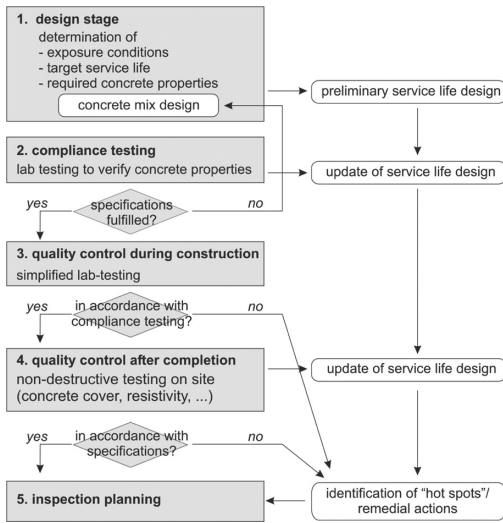 1. design stage
determination of
- exposure conditions
- target service life
- required concrete properties
concrete mix design
preliminary service life design
2. compliance testing
lab testing to verify concrete properties
update of service life design
yes
specifications
fulfilled?
no
3. quality control during construction
simplified lab-testing
yes
in accordance with
compliance testing?
no
4. quality control after completion
non-destructive testing on site
(concrete cover, resistivity, ...)
update of service life design
yes
in accordance with
specifications?
no
5. inspection planning
identification of “hot spots”/
remedial actions